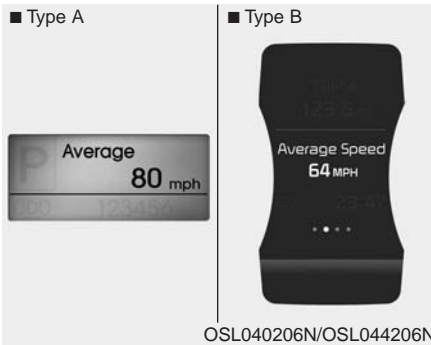 ■ Type A
■ Type B
Average
80 mph
Average Speed
64 MPH
OSL040206N/OSL044206N